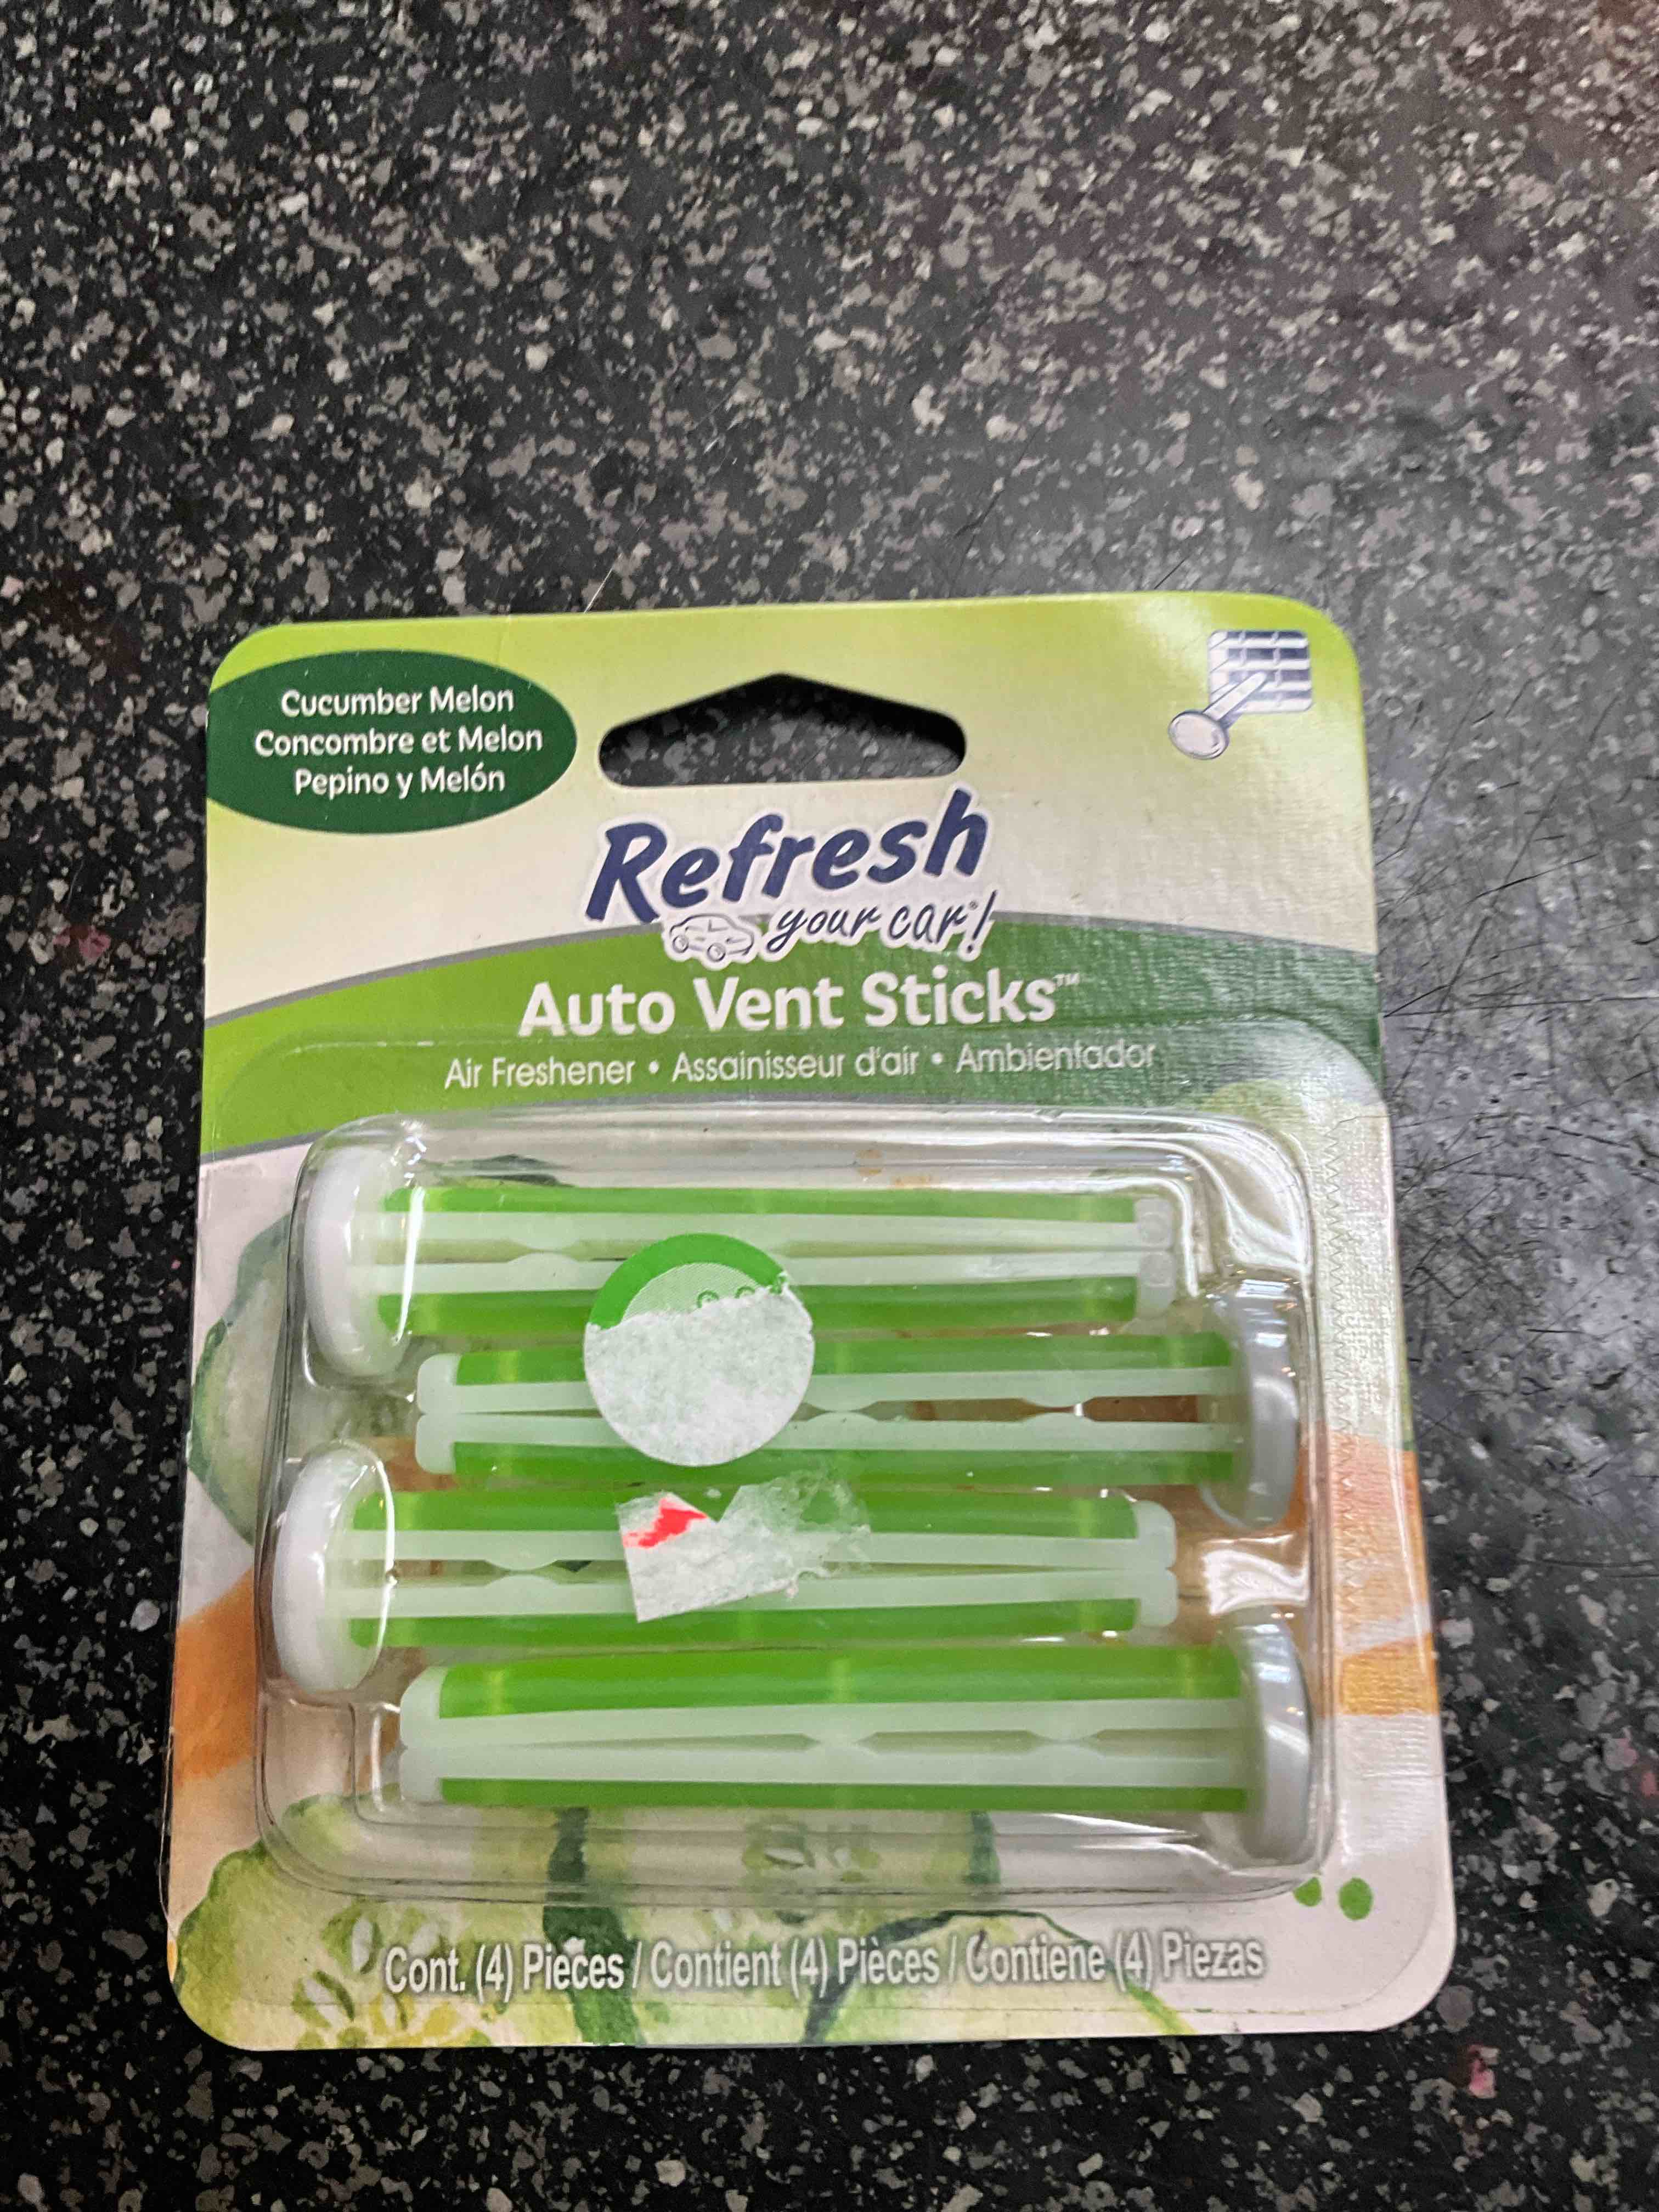 Cucumber Melon
Concombre et Melon
Pepino y Melón
Refresh
your car®!
Auto Vent Sticks™
Air Freshener • Assainisseur d'air • Ambientador
Cont. (4) Pieces / Contient (4) Pièces / Contiene (4) Piezas